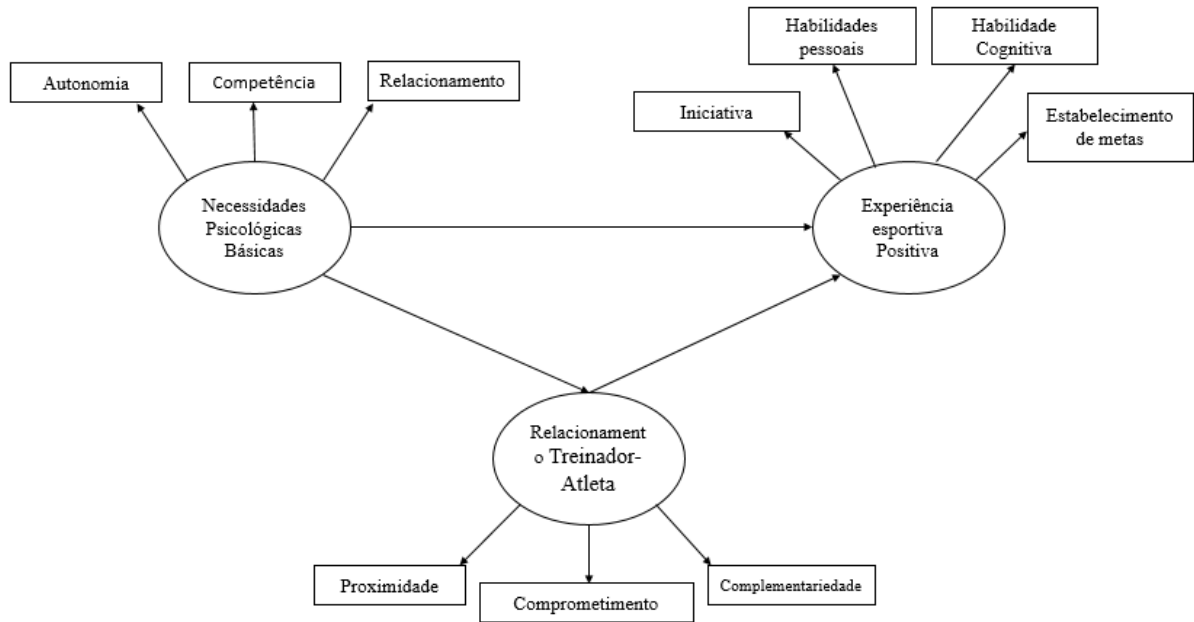 Habilidades
pessoais
Habilidade
Cognitiva
Autonomia
Competência
Relacionamento
Iniciativa
Estabelecimento
de metas
Necessidades
Psicológicas
Básicas
Experiência
esportiva
Positiva
Relacionament
o Treinador-
Atleta
Proximidade
Comprometimento
Complementariedade